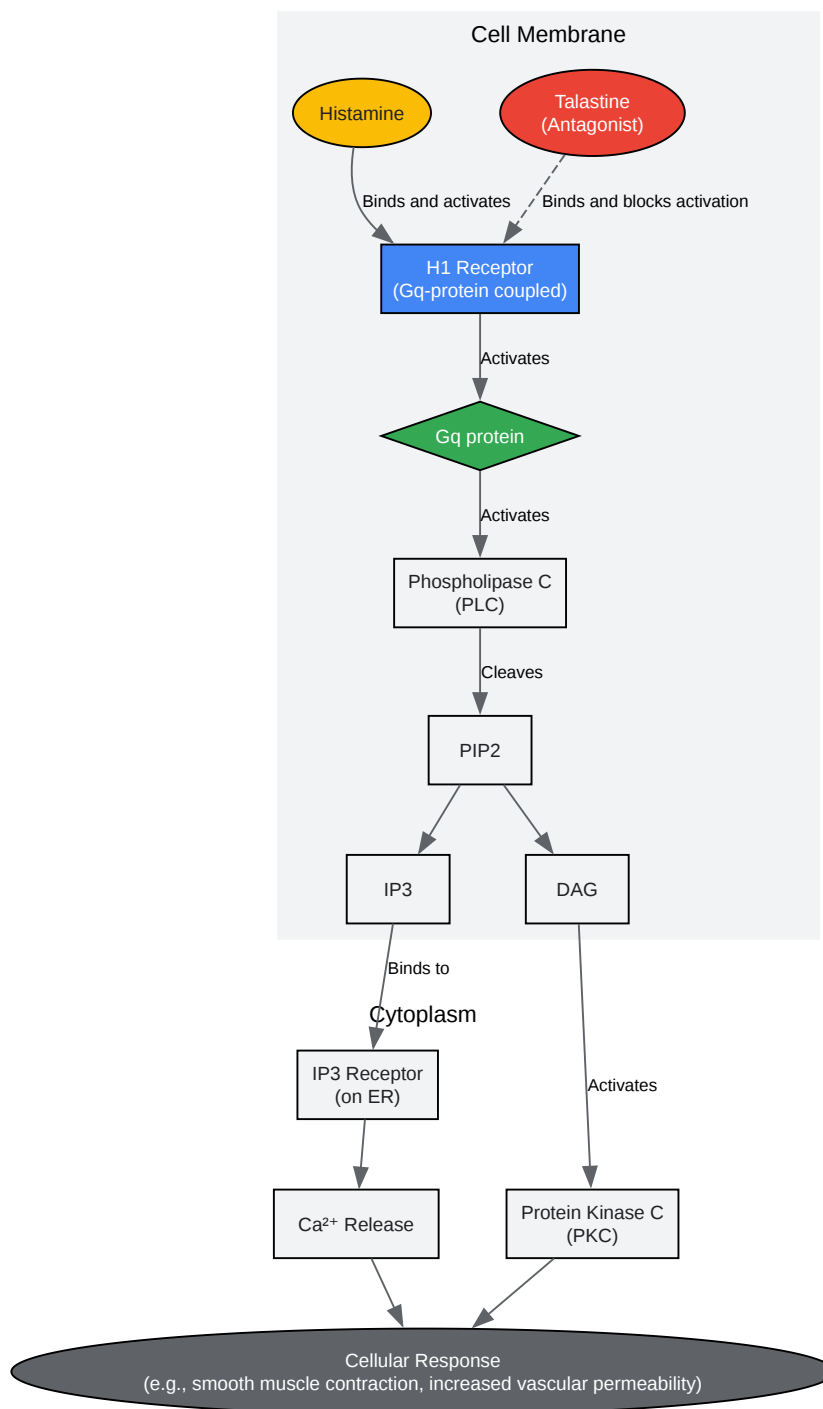 Cell Membrane
Histamine
Talastine
(Antagonist)
Binds and activates
Binds and blocks activation
H1 Receptor
(Gq-protein coupled)
Activates
Gq protein
Activates
Phospholipase C
(PLC)
Cleaves
PIP2
IP3
DAG
Binds to
Cytoplasm
IP3 Receptor
(on ER)
Activates
Ca²⁺ Release
Protein Kinase C
(PKC)
Cellular Response
(e.g., smooth muscle contraction, increased vascular permeability)